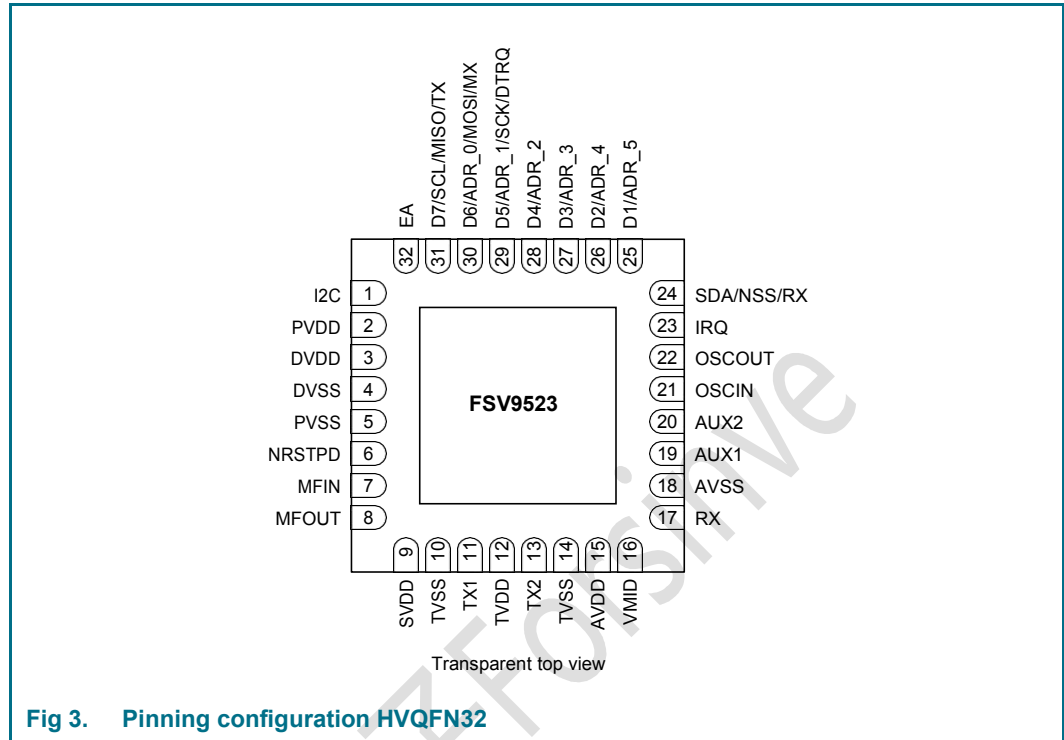 EA
D7/SCL/MISO/TX
D6/ADR_0/MOSI/MX
D5/ADR_1/SCK/DTRQ
D4/ADR_2
D3/ADR_3
D2/ADR_4
D1/ADR_5
32
31
30
29
28
27
26
25
I2C 1
PVDD 2
DVDD 3
DVSS 4
PVSS 5
NRSTPD 6
MFIN 7
MFOUT 8
FSV9523
24 SDA/NSS/RX
23 IRQ
22 OSCOUT
21 OSCIN
20 AUX2
19 AUX1
18 AVSS
17 RX
9
10
11
12
13
14
15
16
SVDD
TVSS
TX1
TVDD
TX2
TVSS
AVDD
VMID
Transparent top view
Forsinve
Fig 3. Pinning configuration HVQFN32